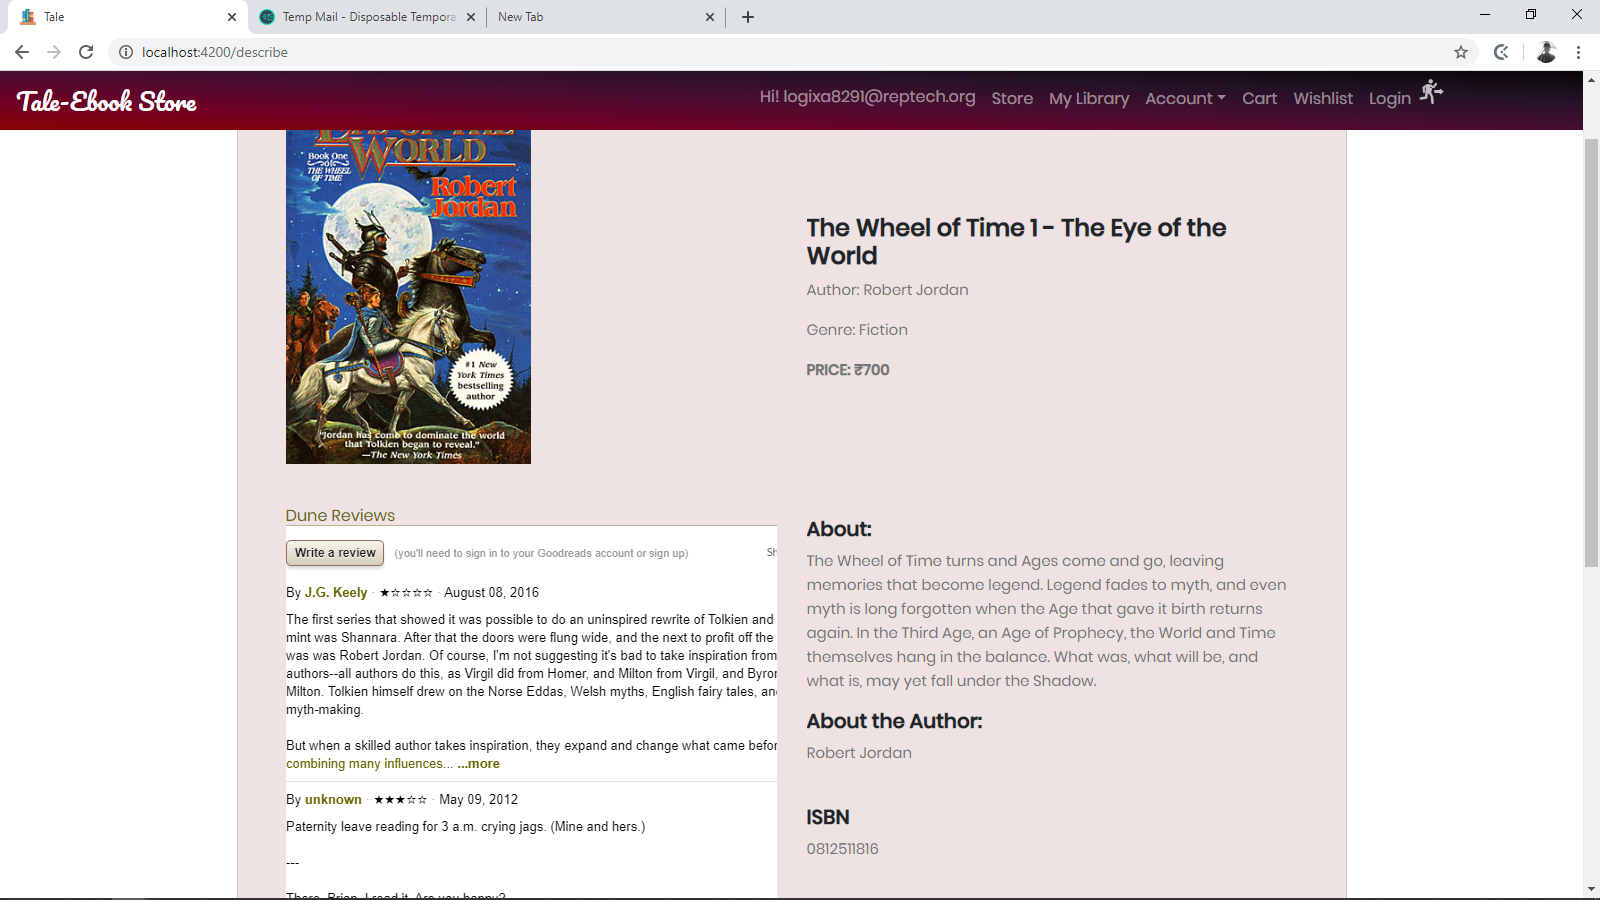 Tale
Temp Mail - Disposable Tempora
New Tab
localhost:4200/describe
Tale-Ebook Store
Hi! logixa8291@reptech.org
Store
My Library
Account
Cart
Wishlist
Login
EYE OF THE
WORLD
Book One
of
THE WHEEL
OF TIME
Robert
Jordan
#1 New
York Times
bestselling
author
"Jordan has come to dominate the world
that Tolkien began to reveal."
—The New York Times
The Wheel of Time 1 - The Eye of the
World
Author: Robert Jordan
Genre: Fiction
PRICE: ₹700
Dune Reviews
Write a review
(you'll need to sign in to your Goodreads account or sign up)
Sh
By J.G. Keely · ★☆☆☆☆ · August 08, 2016
The first series that showed it was possible to do an uninspired rewrite of Tolkien and
mint was Shannara. After that the doors were flung wide, and the next to profit off the
was was Robert Jordan. Of course, I'm not suggesting it's bad to take inspiration from
authors--all authors do this, as Virgil did from Homer, and Milton from Virgil, and Byron
Milton. Tolkien himself drew on the Norse Eddas, Welsh myths, English fairy tales, and
myth-making.
But when a skilled author takes inspiration, they expand and change what came befor
combining many influences... ...more
By unknown · ★★★☆☆ · May 09, 2012
Paternity leave reading for 3 a.m. crying jags. (Mine and hers.)
---
There, Brian, I read it. Are you happy?
About:
The Wheel of Time turns and Ages come and go, leaving
memories that become legend. Legend fades to myth, and even
myth is long forgotten when the Age that gave it birth returns
again. In the Third Age, an Age of Prophecy, the World and Time
themselves hang in the balance. What was, what will be, and
what is, may yet fall under the Shadow.
About the Author:
Robert Jordan
ISBN
0812511816